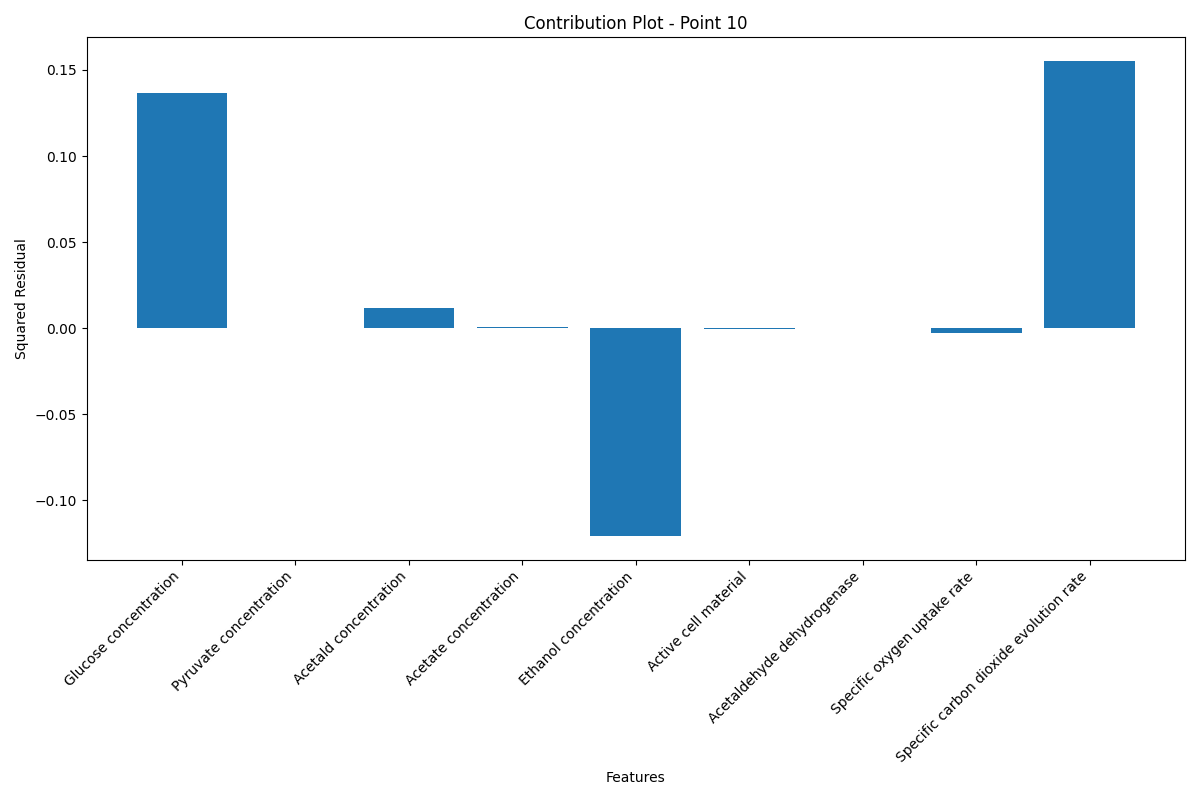 Contribution Plot - Point 10
Squared Residual
0.15
0.10
0.05
0.00
−0.05
−0.10
Glucose concentration
Pyruvate concentration
Acetald concentration
Acetate concentration
Ethanol concentration
Active cell material
Acetaldehyde dehydrogenase
Specific oxygen uptake rate
Specific carbon dioxide evolution rate
Features